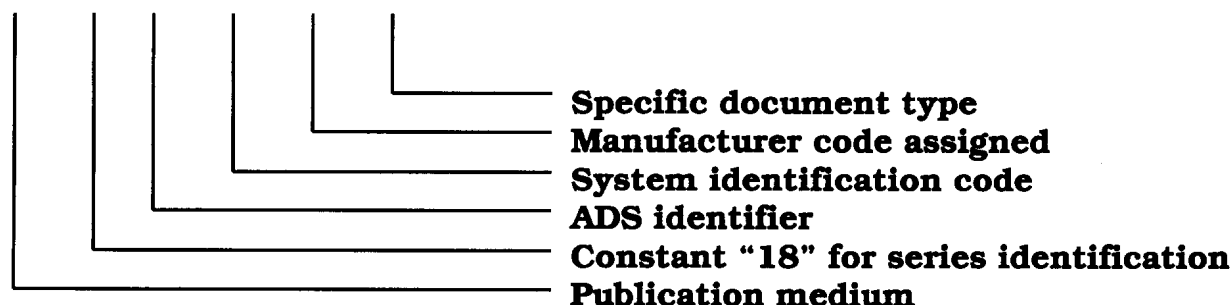 Specific document type
Manufacturer code assigned
System identification code
ADS identifier
Constant “18” for series identification
Publication medium